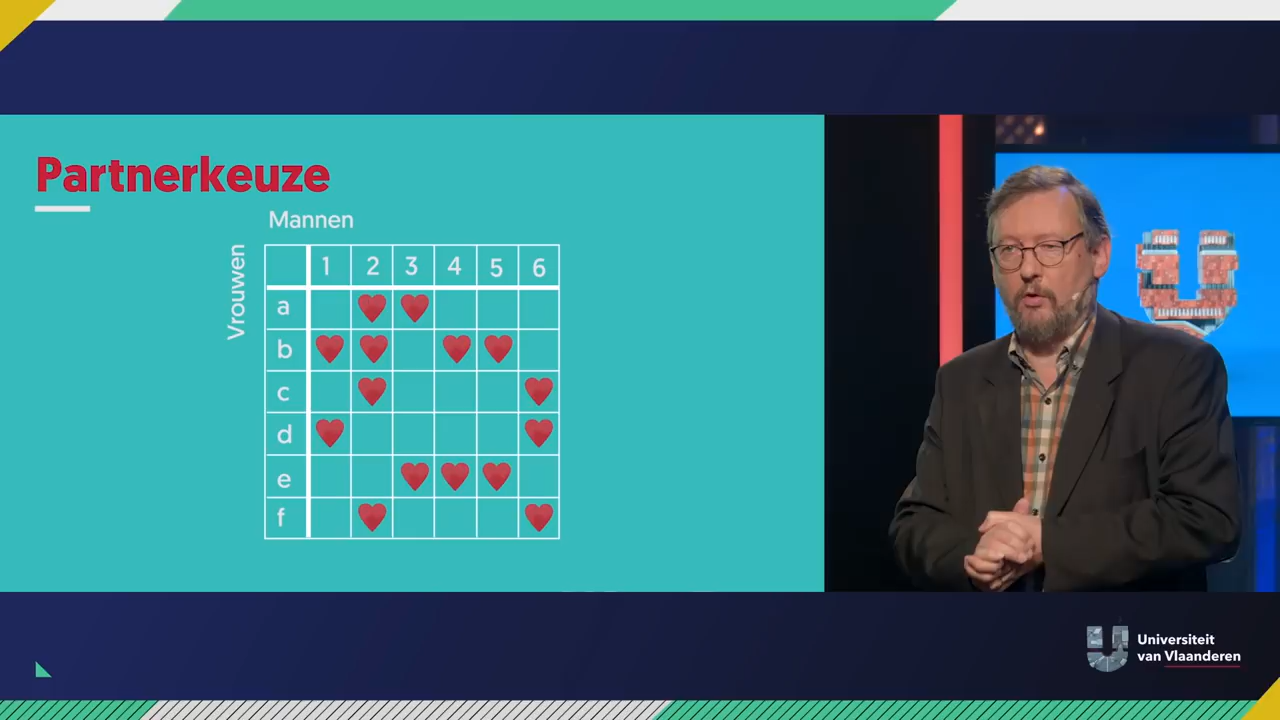 Partnerkeuze
Mannen
Vrouwen
1 2 3 4 5 6
a
b
c
d
e
f
Universiteit
van Vlaanderen